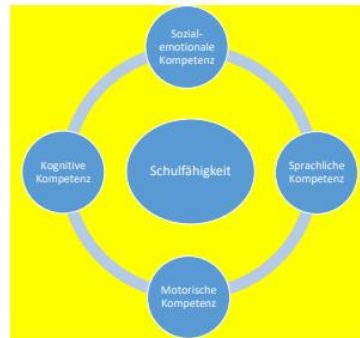 Sozial-
emotionale
Kompetenz
Kognitive
Kompetenz
Schulfähigkeit
Sprachliche
Kompetenz
Motorische
Kompetenz